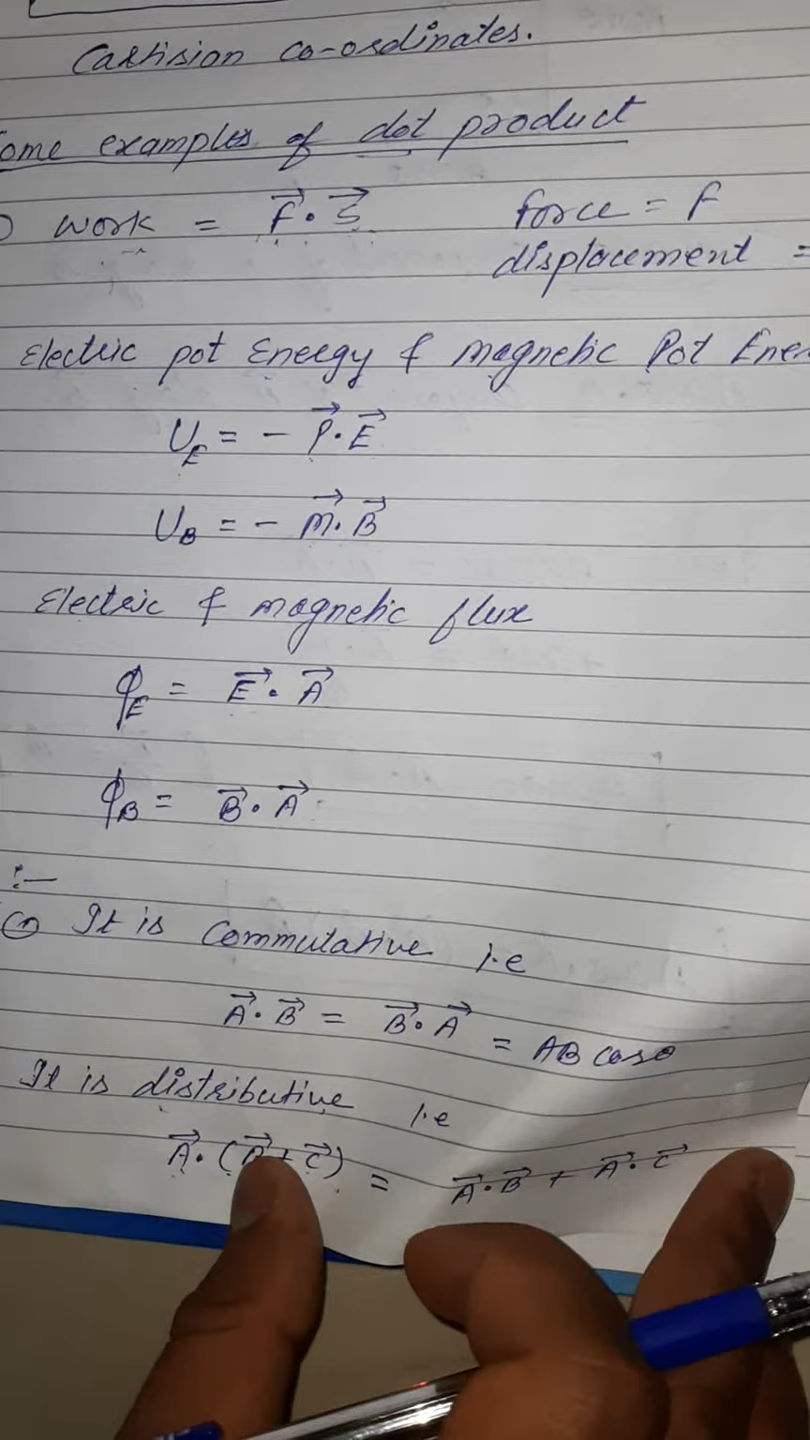 Cartision co-ordinates.
ome examples of dot product
work = F⃗ · S⃗ force = F
displacement =
Electric pot Energy & magnetic Pot Ener
U_E = - P⃗ · E⃗
U_B = - M⃗ · B⃗
Electric & magnetic flux
ϕ_E = E⃗ · A⃗
ϕ_B = B⃗ · A⃗
:-
It is Commutative i.e
A⃗ · B⃗ = B⃗ · A⃗ = AB cosθ
It is distributive i.e
A⃗ · (B⃗ + C⃗) = A⃗ · B⃗ + A⃗ · C⃗